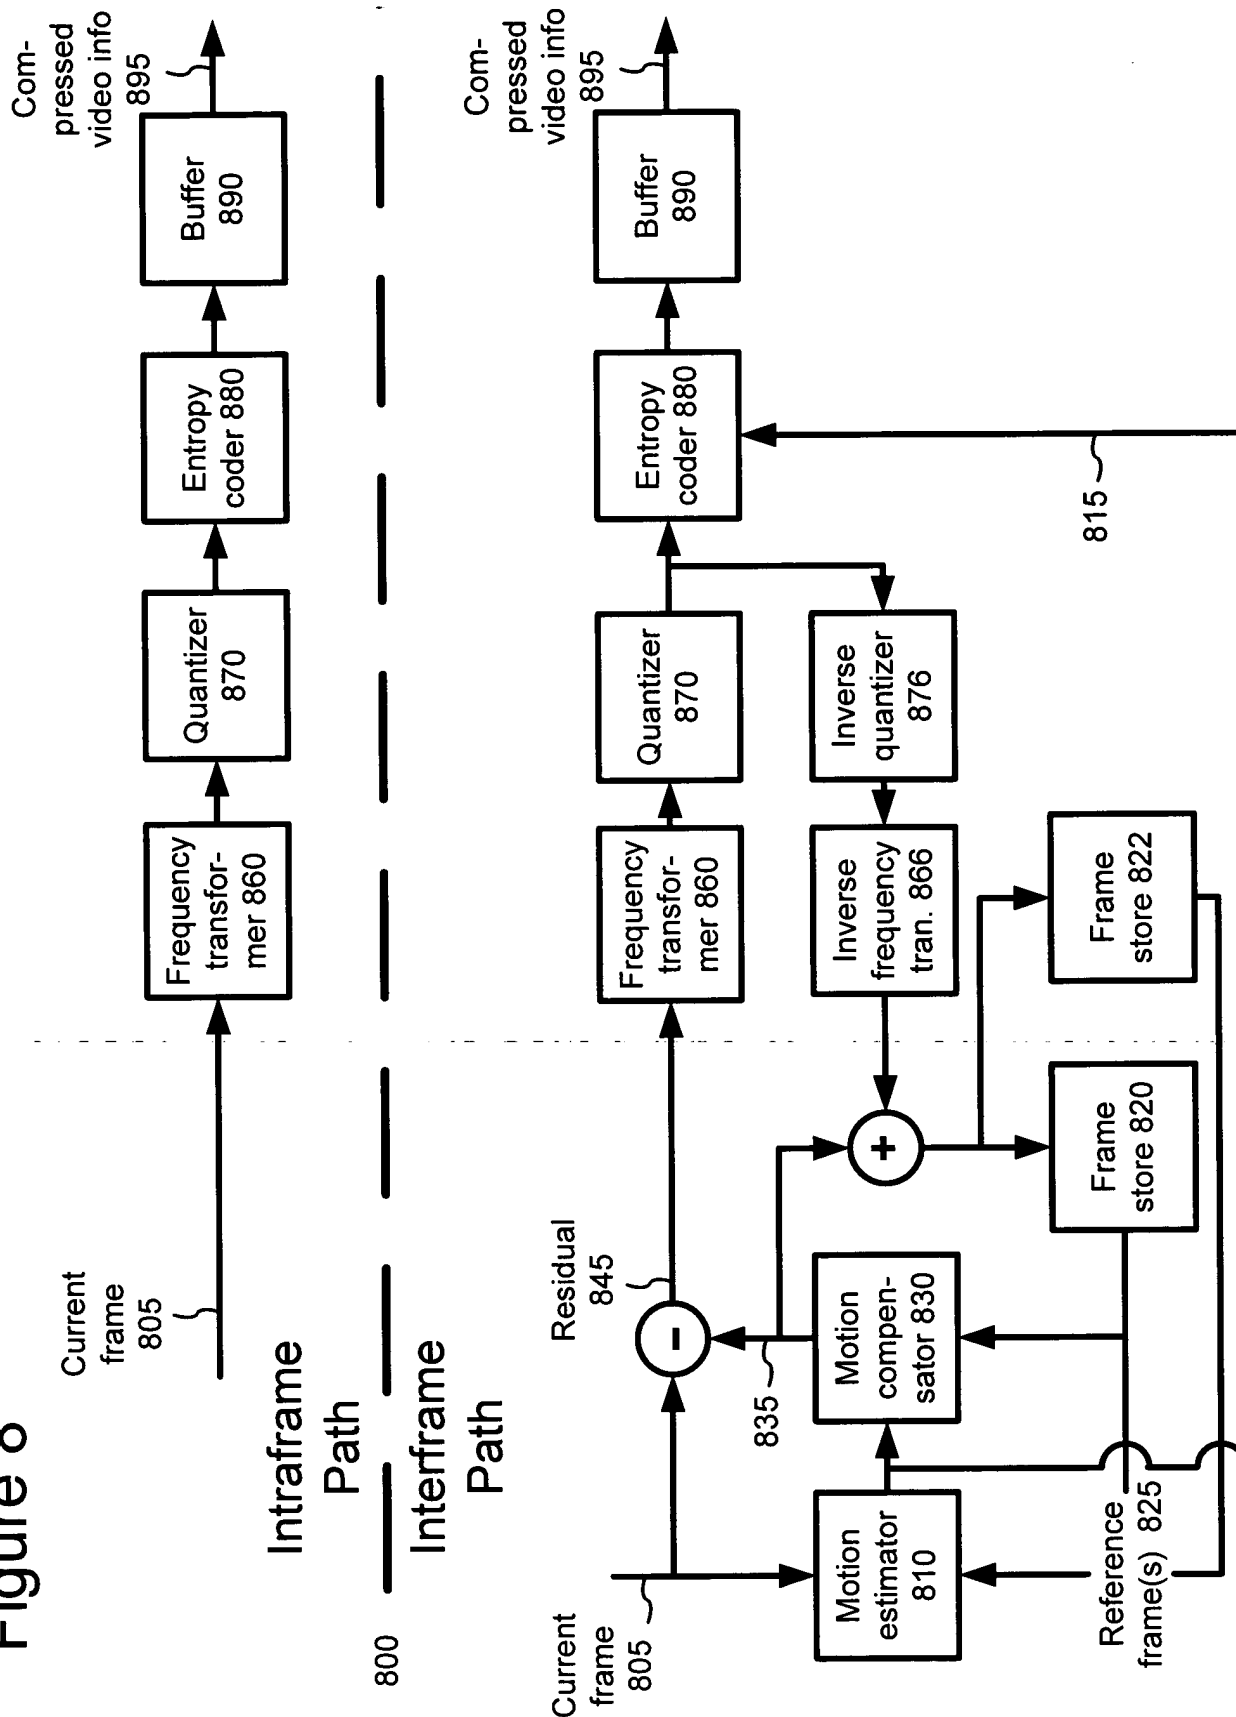 Figure 8
Current
frame
805
Frequency
transfor-
mer 860
Quantizer
870
Entropy
coder 880
Buffer
890
Com-
pressed
video info
895
Intraframe
Path
800
Interframe
Path
Current
frame
805
Residual
845
Frequency
transfor-
mer 860
Quantizer
870
Entropy
coder 880
Buffer
890
Com-
pressed
video info
895
Motion
estimator
810
835
Motion
compen-
sator 830
-
+
Inverse
frequency
tran. 866
Inverse
quantizer
876
815
Reference
frame(s) 825
Frame
store 820
Frame
store 822